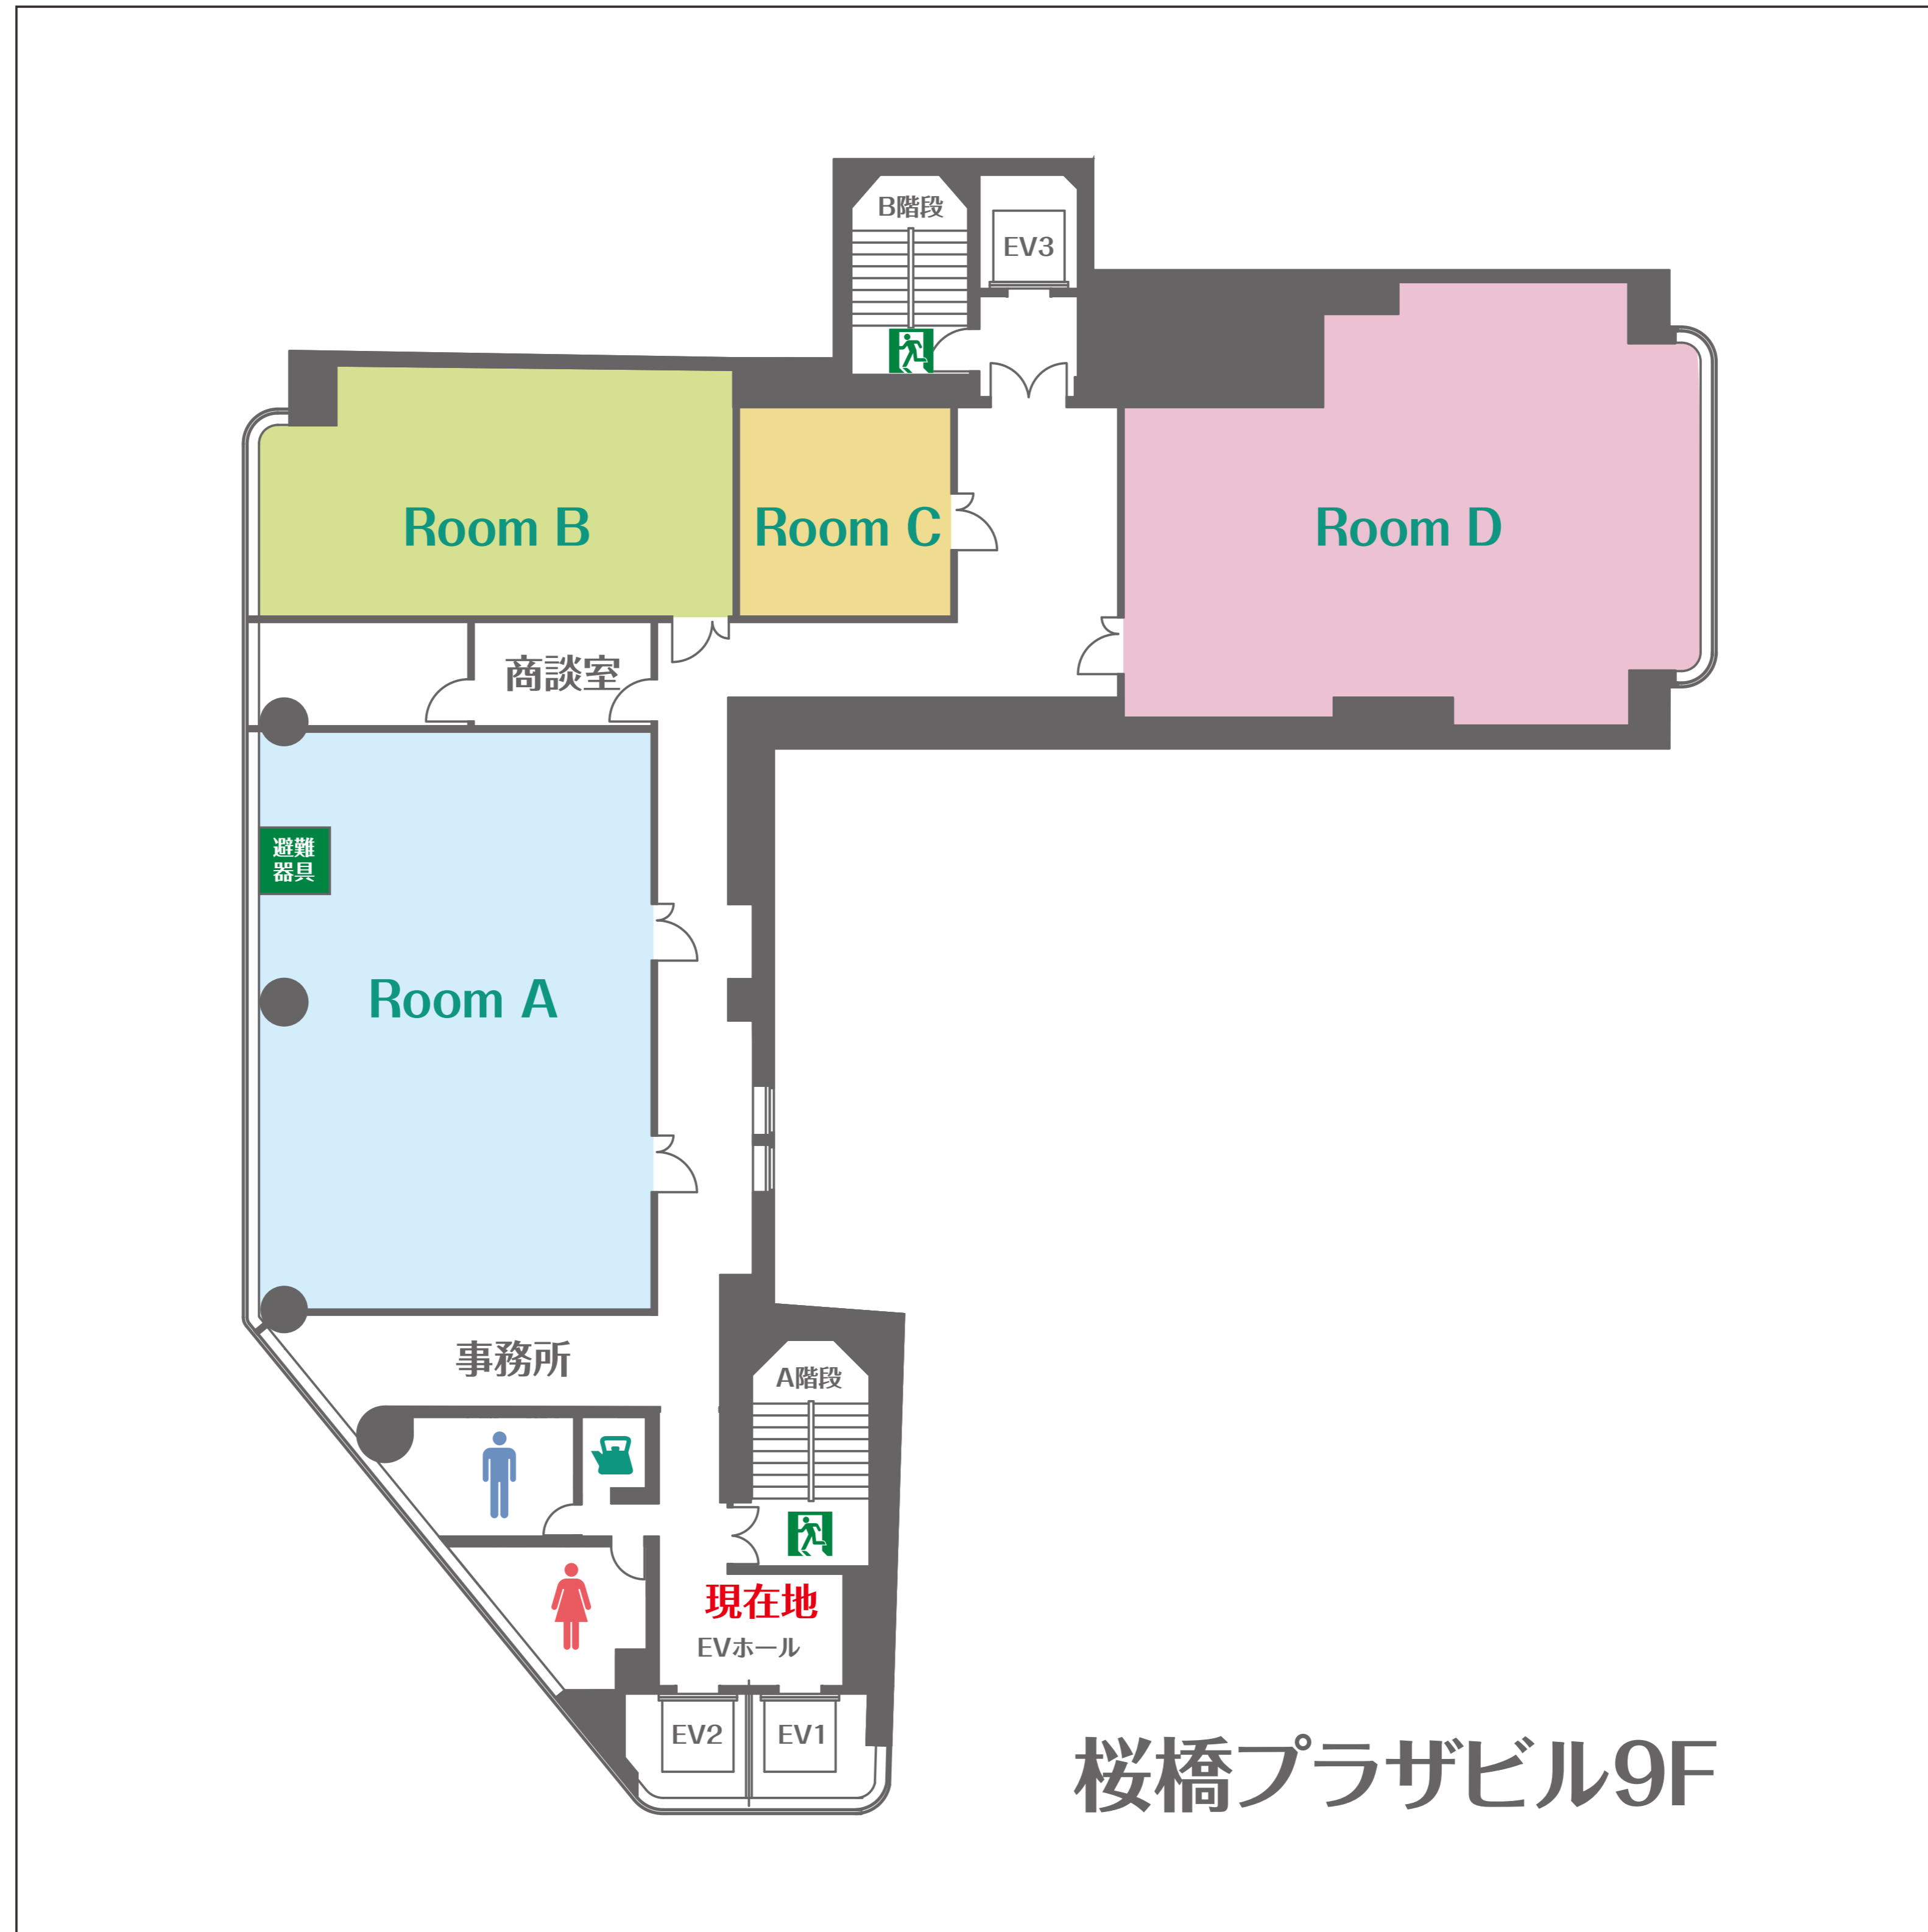 B階段
EV3
Room B
Room C
Room D
商談室
避難
器具
Room A
事務所
A階段
現在地
EVホール
EV2
EV1
桜橋プラザビル9F